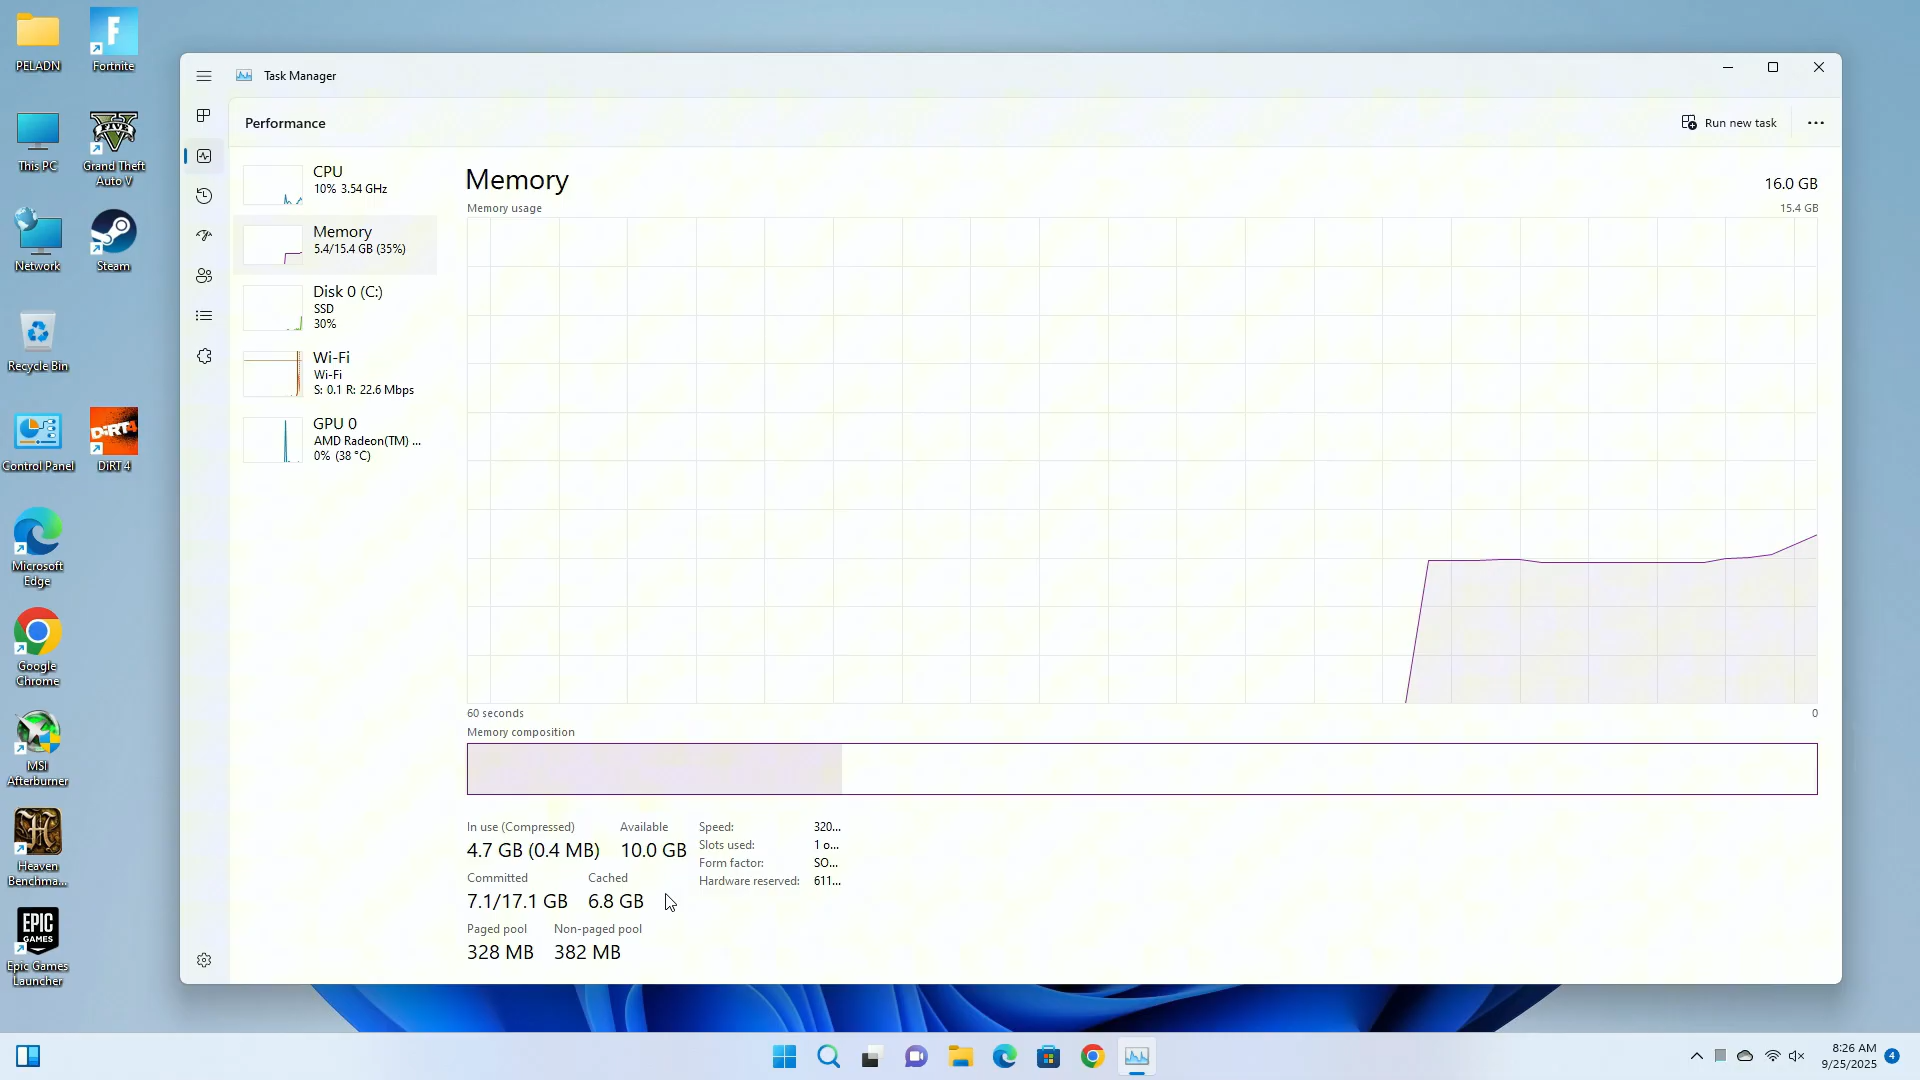 PELADN
Fortnite
This PC
Grand Theft
Auto V
Network
Steam
Recycle Bin
Control Panel
DiRT 4
Microsoft
Edge
Google
Chrome
MSI
Afterburner
Heaven
Benchma...
EPIC
GAMES
Epic Games
Launcher
Task Manager
Performance
Run new task
CPU
10% 3.54 GHz
Memory
5.4/15.4 GB (35%)
Disk 0 (C:)
SSD
30%
Wi-Fi
Wi-Fi
S: 0.1 R: 22.6 Mbps
GPU 0
AMD Radeon(TM) ...
0% (38 °C)
Memory
16.0 GB
Memory usage
15.4 GB
60 seconds
0
Memory composition
In use (Compressed)
4.7 GB (0.4 MB)
Available
10.0 GB
Committed
7.1/17.1 GB
Cached
6.8 GB
Paged pool
328 MB
Non-paged pool
382 MB
Speed: 320...
Slots used: 1 o...
Form factor: SO...
Hardware reserved: 611...
8:26 AM
9/25/2025
4